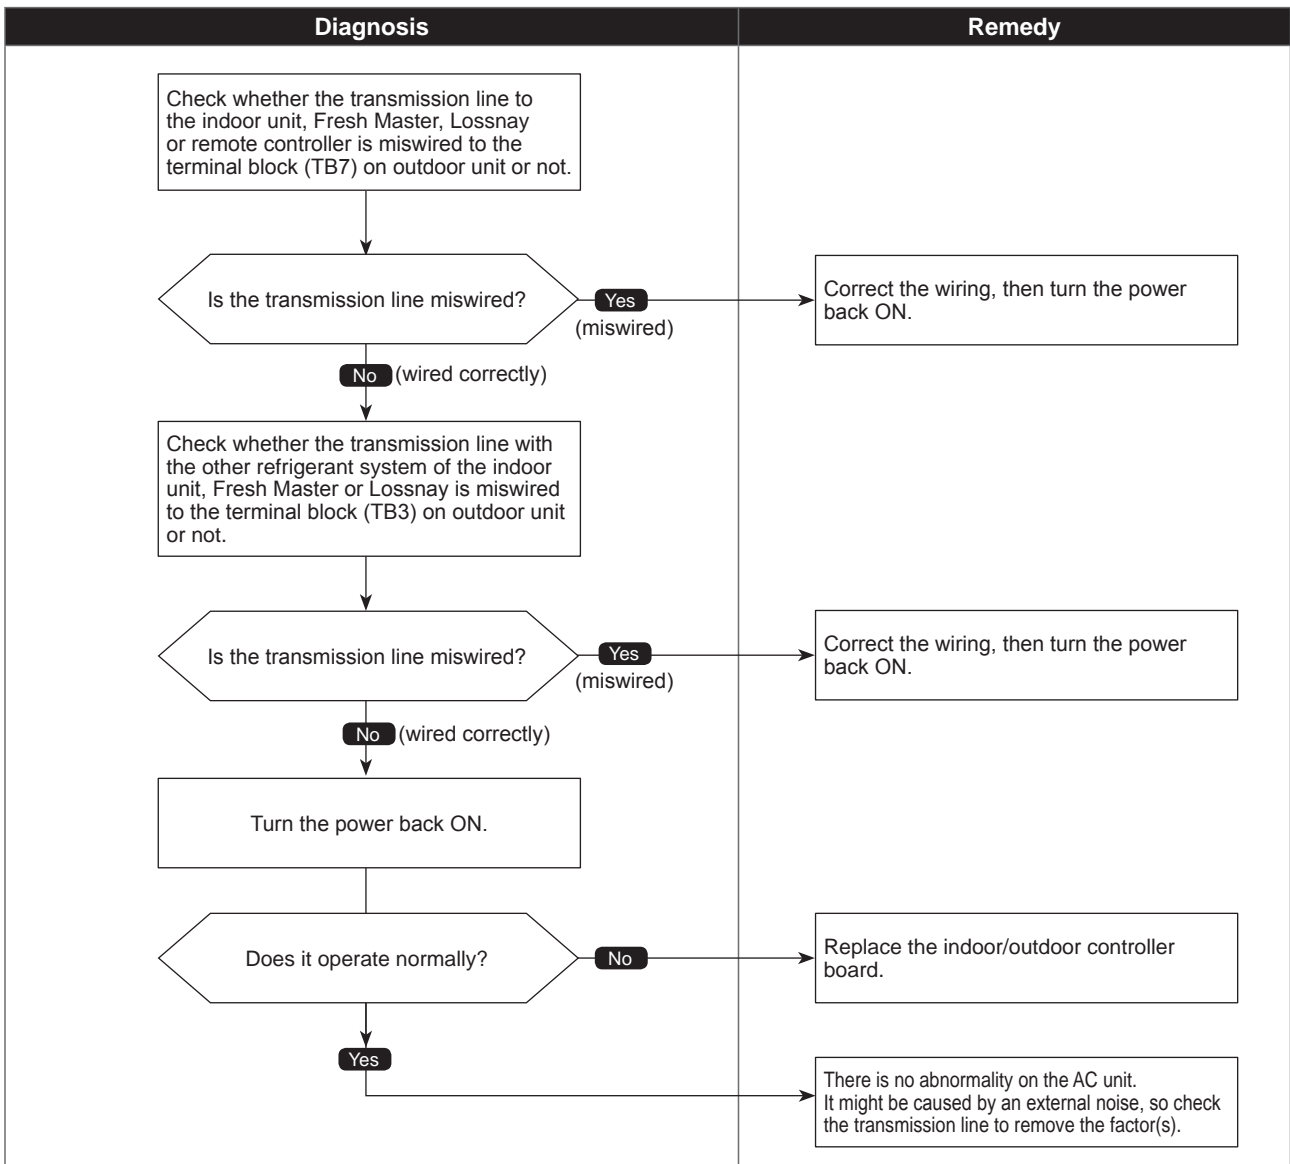 Diagnosis
Remedy
Check whether the transmission line to
the indoor unit, Fresh Master, Lossnay
or remote controller is miswired to the
terminal block (TB7) on outdoor unit or not.
Is the transmission line miswired?
Yes
(miswired)
Correct the wiring, then turn the power
back ON.
No (wired correctly)
Check whether the transmission line with
the other refrigerant system of the indoor
unit, Fresh Master or Lossnay is miswired
to the terminal block (TB3) on outdoor unit
or not.
Is the transmission line miswired?
Yes
(miswired)
Correct the wiring, then turn the power
back ON.
No (wired correctly)
Turn the power back ON.
Does it operate normally?
No
Replace the indoor/outdoor controller
board.
Yes
There is no abnormality on the AC unit.
It might be caused by an external noise, so check
the transmission line to remove the factor(s).